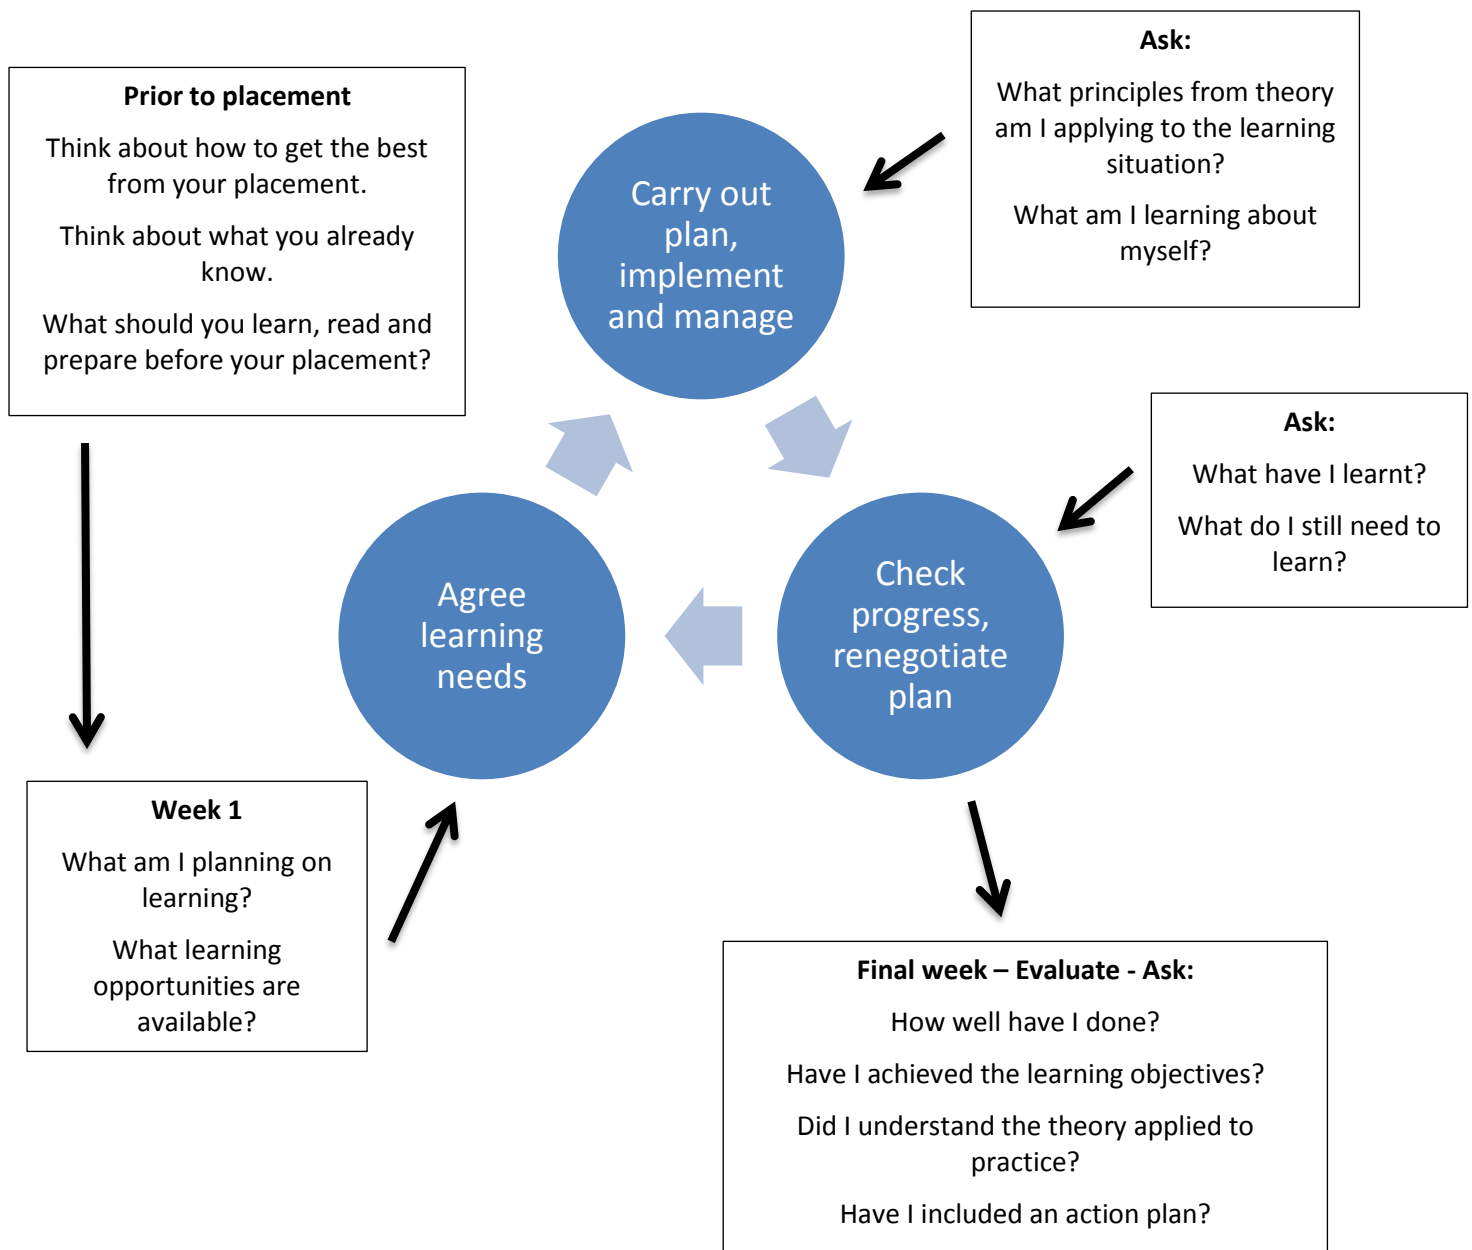 Prior to placement
Think about how to get the best
from your placement.
Think about what you already
know.
What should you learn, read and
prepare before your placement?
Carry out
plan,
implement
and manage
Ask:
What principles from theory
am I applying to the learning
situation?
What am I learning about
myself?
Ask:
What have I learnt?
What do I still need to
learn?
Agree
learning
needs
Check
progress,
renegotiate
plan
Week 1
What am I planning on
learning?
What learning
opportunities are
available?
Final week – Evaluate - Ask:
How well have I done?
Have I achieved the learning objectives?
Did I understand the theory applied to
practice?
Have I included an action plan?